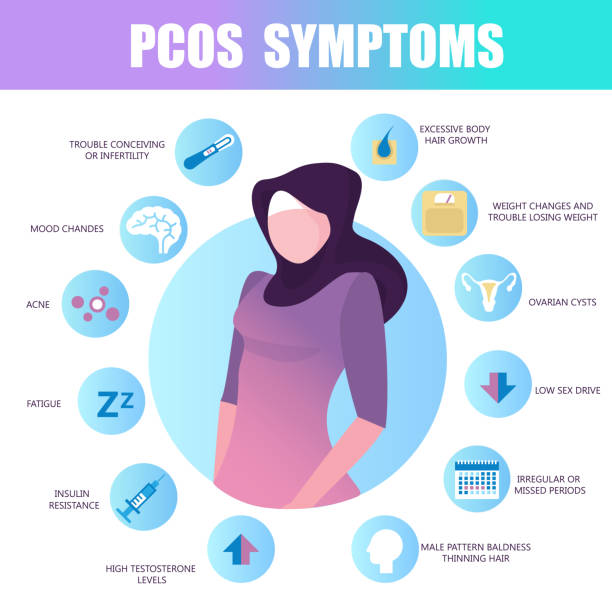 PCOS SYMPTOMS
TROUBLE CONCEIVING
OR INFERTILITY
EXCESSIVE BODY
HAIR GROWTH
MOOD CHANDES
WEIGHT CHANGES AND
TROUBLE LOSING WEIGHT
ACNE
OVARIAN CYSTS
FATIGUE
Zz
LOW SEX DRIVE
INSULIN
RESISTANCE
IRREGULAR OR
MISSED PERIODS
HIGH TESTOSTERONE
LEVELS
MALE PATTERN BALDNESS
THINNING HAIR